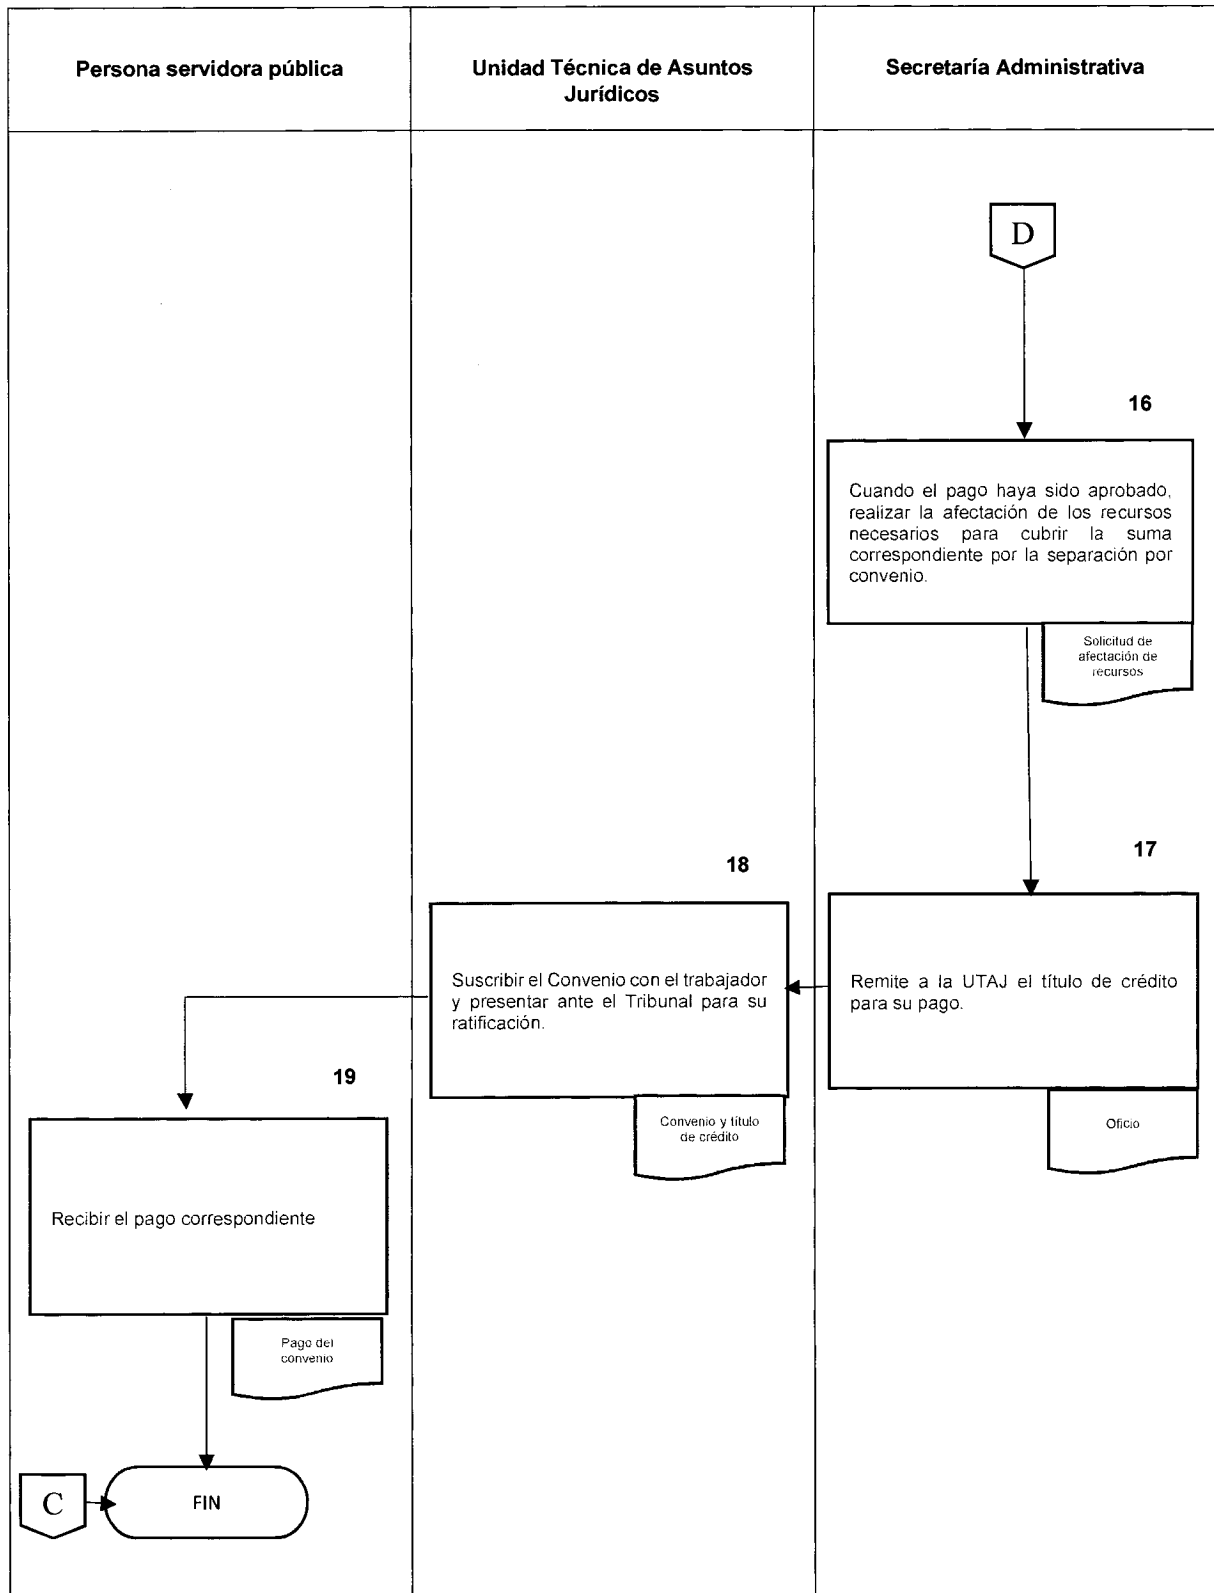 Persona servidora pública
Unidad Técnica de Asuntos
Jurídicos
Secretaría Administrativa
D
16
Cuando el pago haya sido aprobado,
realizar la afectación de los recursos
necesarios para cubrir la suma
correspondiente por la separación por
convenio.
Solicitud de
afectación de
recursos
17
Remite a la UTAJ el título de crédito
para su pago.
Oficio
18
Suscribir el Convenio con el trabajador
y presentar ante el Tribunal para su
ratificación.
Convenio y título
de crédito
19
Recibir el pago correspondiente
Pago del
convenio
C
FIN